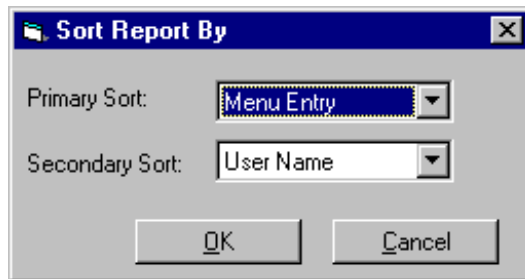 Sort Report By
Primary Sort: Menu Entry
Secondary Sort: User Name
OK Cancel